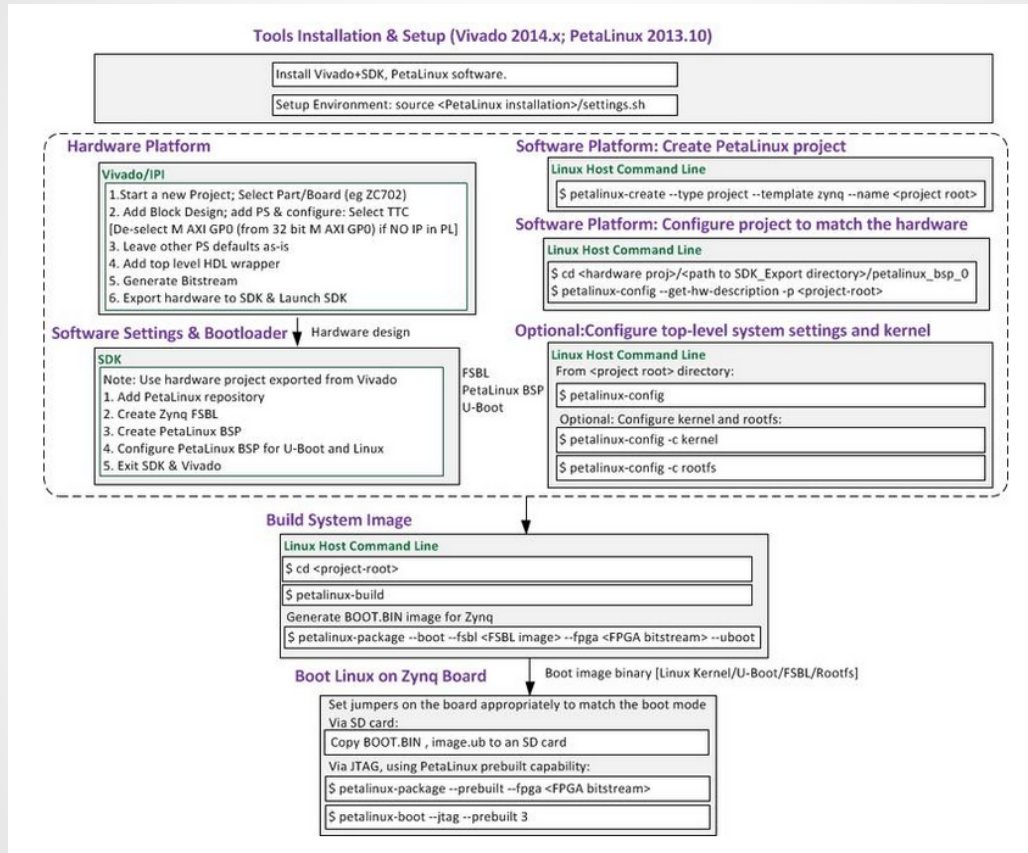 Tools Installation & Setup (Vivado 2014.x; PetaLinux 2013.10)
Install Vivado+SDK, PetaLinux software.
Setup Environment: source <PetaLinux installation>/settings.sh
Hardware Platform
Vivado/IPI
1.Start a new Project; Select Part/Board (eg ZC702)
2. Add Block Design; add PS & configure: Select TTC
[De-select M AXI GP0 (from 32 bit M AXI GP0) if NO IP in PL]
3. Leave other PS defaults as-is
4. Add top level HDL wrapper
5. Generate Bitstream
6. Export hardware to SDK & Launch SDK
Software Settings & Bootloader
Hardware design
SDK
Note: Use hardware project exported from Vivado
1. Add PetaLinux repository
2. Create Zynq FSBL
3. Create PetaLinux BSP
4. Configure PetaLinux BSP for U-Boot and Linux
5. Exit SDK & Vivado
FSBL
PetaLinux BSP
U-Boot
Software Platform: Create PetaLinux project
Linux Host Command Line
$ petalinux-create --type project --template zynq --name <project root>
Software Platform: Configure project to match the hardware
Linux Host Command Line
$ cd <hardware proj>/<path to SDK_Export directory>/petalinux_bsp_0
$ petalinux-config --get-hw-description -p <project-root>
Optional:Configure top-level system settings and kernel
Linux Host Command Line
From <project root> directory:
$ petalinux-config
Optional: Configure kernel and rootfs:
$ petalinux-config -c kernel
$ petalinux-config -c rootfs
Build System Image
Linux Host Command Line
$ cd <project-root>
$ petalinux-build
Generate BOOT.BIN image for Zynq
$ petalinux-package --boot --fsbl <FSBL image> --fpga <FPGA bitstream> --uboot
Boot Linux on Zynq Board
Boot image binary [Linux Kernel/U-Boot/FSBL/Rootfs]
Set jumpers on the board appropriately to match the boot mode
Via SD card:
Copy BOOT.BIN , image.ub to an SD card
Via JTAG, using PetaLinux prebuilt capability:
$ petalinux-package --prebuilt --fpga <FPGA bitstream>
$ petalinux-boot --jtag --prebuilt 3